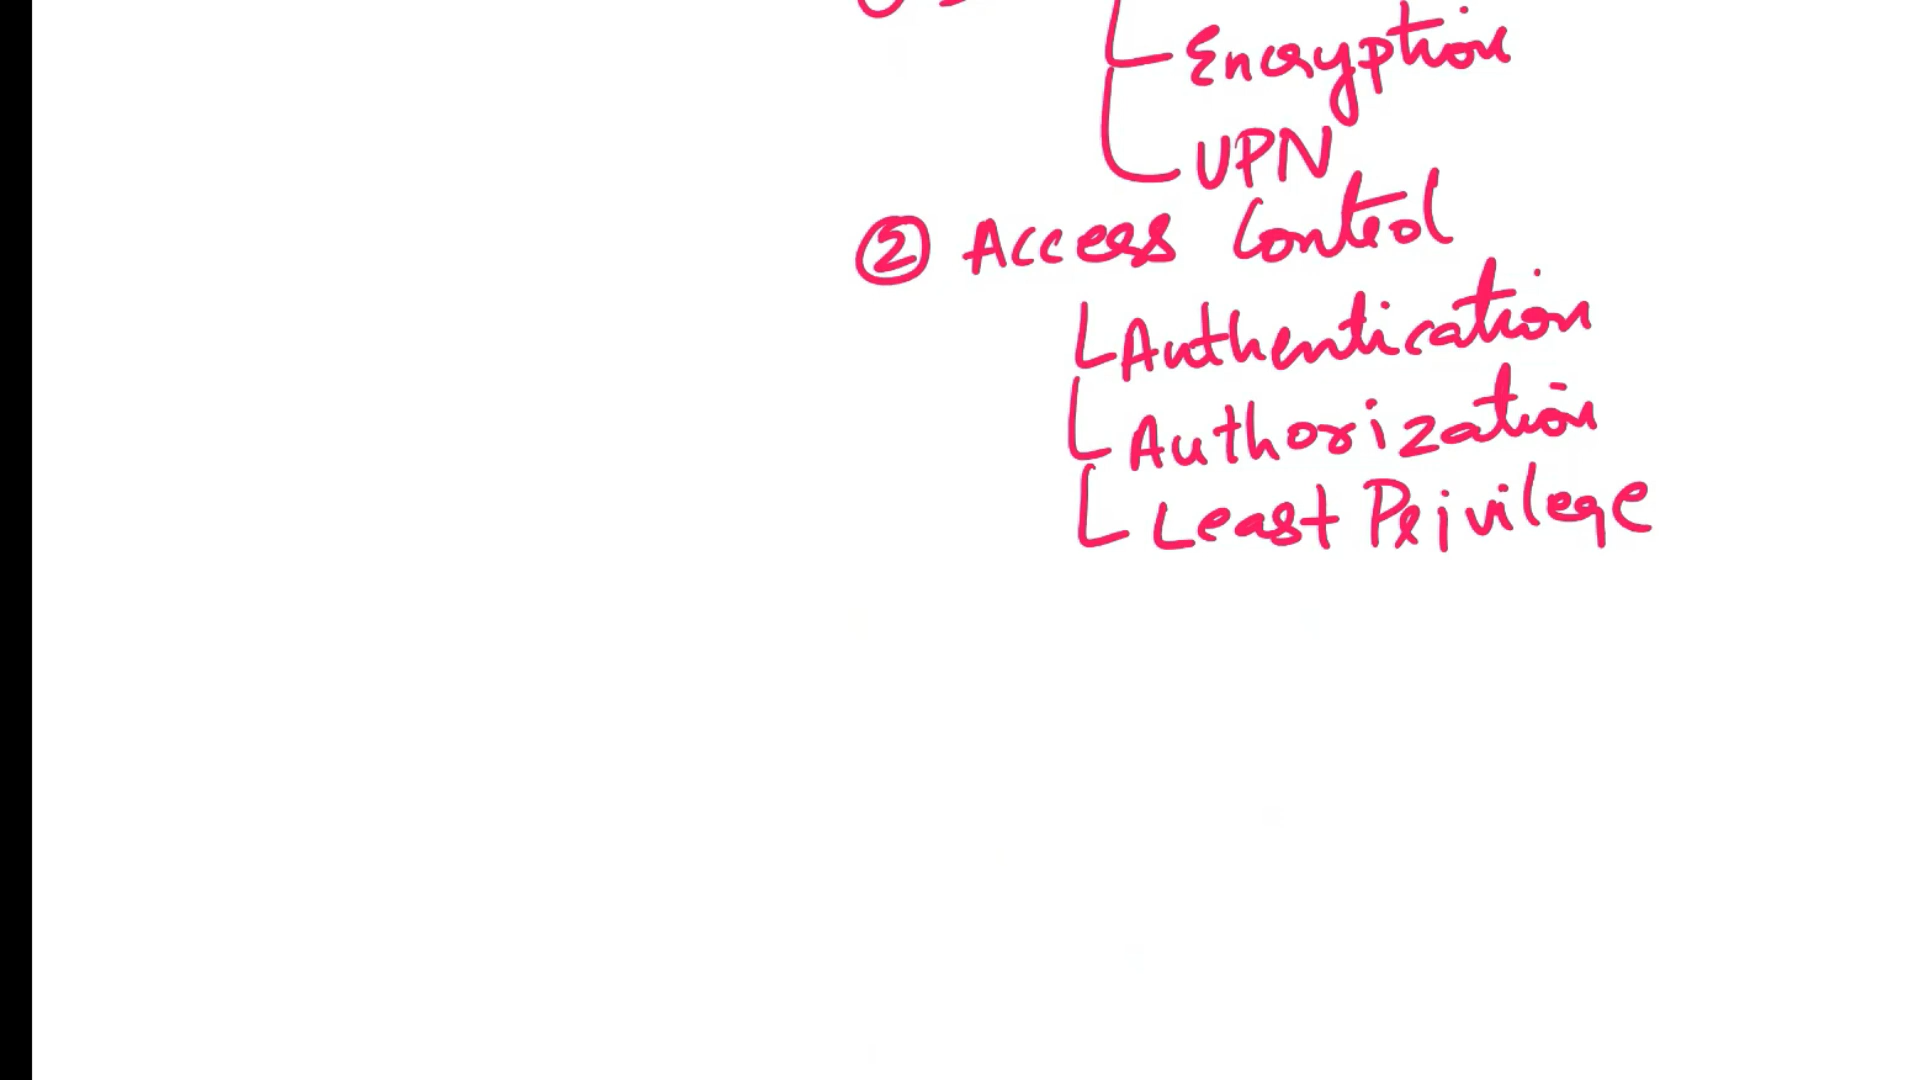 Encryption
VPN
② Access Control
Authentication
Authorization
Least Privilege